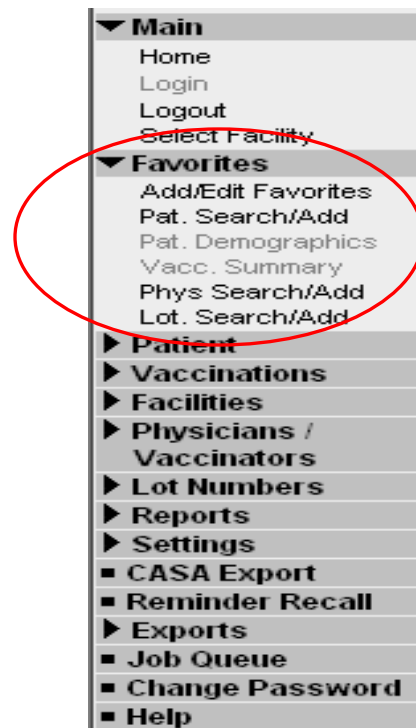 Main
Home
Login
Logout
Select Facility
Favorites
Add/Edit Favorites
Pat. Search/Add
Pat. Demographics
Vacc. Summary
Phys Search/Add
Lot. Search/Add
Patient
Vaccinations
Facilities
Physicians /
Vaccinators
Lot Numbers
Reports
Settings
CASA Export
Reminder Recall
Exports
Job Queue
Change Password
Help